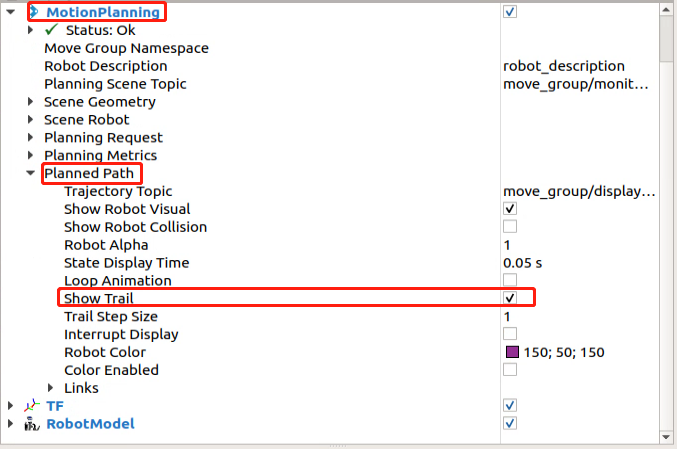 MotionPlanning
Status: Ok
Move Group Namespace
Robot Description robot_description
Planning Scene Topic move_group/monit...
Scene Geometry
Scene Robot
Planning Request
Planning Metrics
Planned Path
Trajectory Topic move_group/display...
Show Robot Visual
Show Robot Collision
Robot Alpha 1
State Display Time 0.05 s
Loop Animation
Show Trail
Trail Step Size 1
Interrupt Display
Robot Color 150; 50; 150
Color Enabled
Links
TF
RobotModel